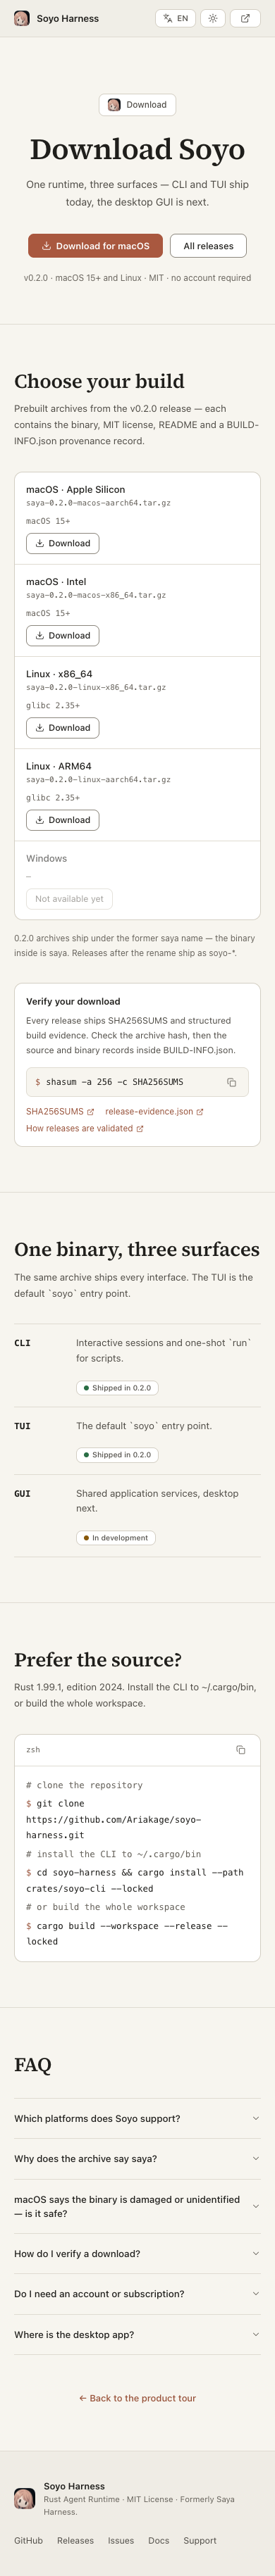 Soyo Harness
EN
Download
Download Soyo
One runtime, three surfaces — CLI and TUI ship
today, the desktop GUI is next.
Download for macOS
All releases
v0.2.0 · macOS 15+ and Linux · MIT · no account required
Choose your build
Prebuilt archives from the v0.2.0 release — each
contains the binary, MIT license, README and a BUILD-
INFO.json provenance record.
macOS · Apple Silicon
saya-0.2.0-macos-aarch64.tar.gz
macOS 15+
Download
macOS · Intel
saya-0.2.0-macos-x86_64.tar.gz
macOS 15+
Download
Linux · x86_64
saya-0.2.0-linux-x86_64.tar.gz
glibc 2.35+
Download
Linux · ARM64
saya-0.2.0-linux-aarch64.tar.gz
glibc 2.35+
Download
Windows
—
Not available yet
0.2.0 archives ship under the former saya name — the binary
inside is saya. Releases after the rename ship as soyo-*.
Verify your download
Every release ships SHA256SUMS and structured
build evidence. Check the archive hash, then the
source and binary records inside BUILD-INFO.json.
$ shasum -a 256 -c SHA256SUMS
SHA256SUMS
release-evidence.json
How releases are validated
One binary, three surfaces
The same archive ships every interface. The TUI is the
default `soyo` entry point.
CLI
Interactive sessions and one-shot `run`
for scripts.
Shipped in 0.2.0
TUI
The default `soyo` entry point.
Shipped in 0.2.0
GUI
Shared application services, desktop
next.
In development
Prefer the source?
Rust 1.99.1, edition 2024. Install the CLI to ~/.cargo/bin,
or build the whole workspace.
zsh
# clone the repository
$ git clone
https://github.com/Ariakage/soyo-
harness.git
# install the CLI to ~/.cargo/bin
$ cd soyo-harness && cargo install --path
crates/soyo-cli --locked
# or build the whole workspace
$ cargo build --workspace --release --
locked
FAQ
Which platforms does Soyo support?
Why does the archive say saya?
macOS says the binary is damaged or unidentified
— is it safe?
How do I verify a download?
Do I need an account or subscription?
Where is the desktop app?
← Back to the product tour
Soyo Harness
Rust Agent Runtime · MIT License · Formerly Saya
Harness.
GitHub
Releases
Issues
Docs
Support